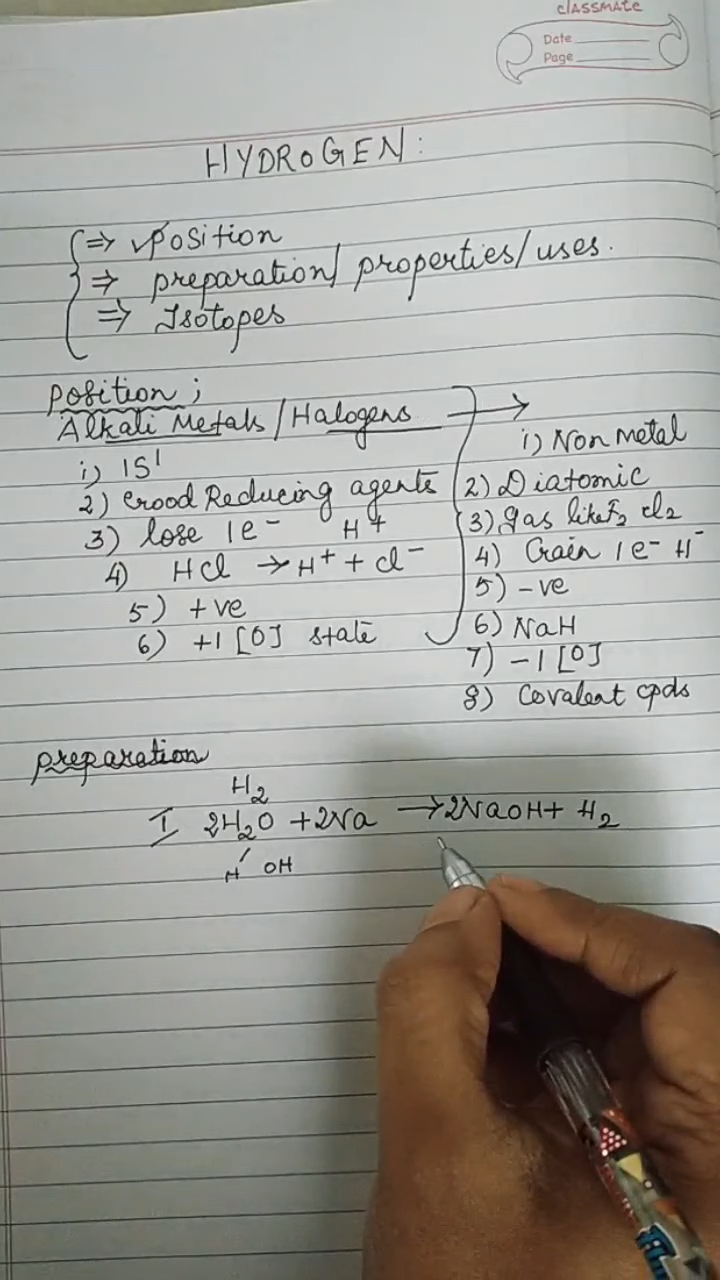 classmate
Date
Page
HYDROGEN:
⇒ ✓Position
⇒ preparation/properties/uses.
⇒ Isotopes
Position;
Alkali Metals/Halogens →
i) 1S¹
2) Good Reducing agents
3) lose 1e⁻ H⁺
4) HCl → H⁺ + Cl⁻
5) +ve
6) +1 [O] state
i) Non metal
2) Diatomic
3) gas like F₂ Cl₂
4) Gain 1e⁻ H⁻
5) -ve
6) NaH
7) -1 [O]
8) Covalent cpds
preparation
H₂
I 2H₂O + 2Na → 2NaOH + H₂
H OH